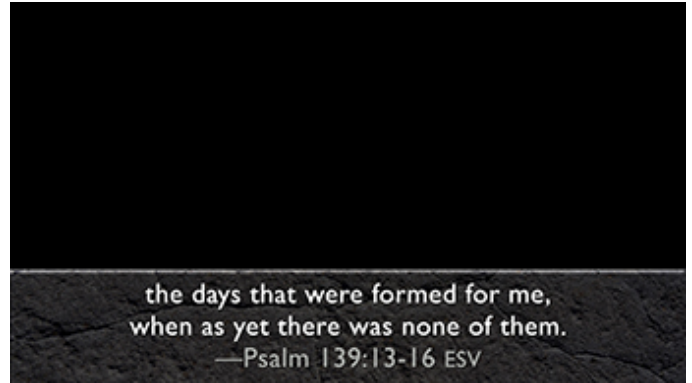 the days that were formed for me,
when as yet there was none of them.
—Psalm 139:13-16 ESV